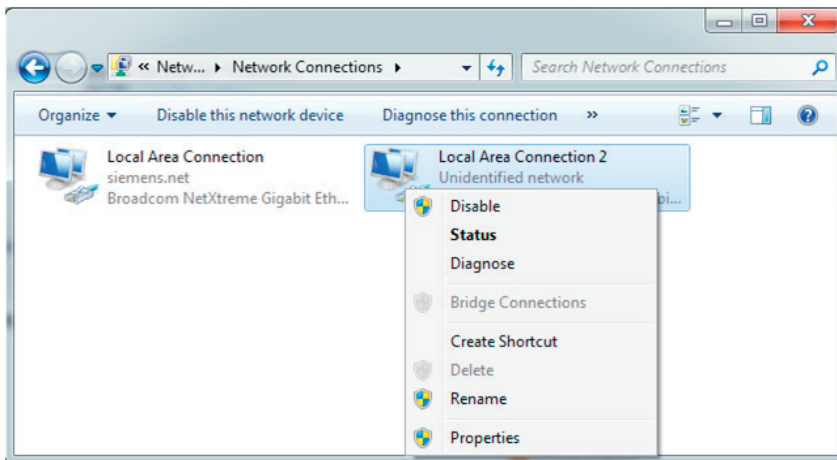 « Netw... Network Connections
Search Network Connections
Organize Disable this network device Diagnose this connection »
Local Area Connection
siemens.net
Broadcom NetXtreme Gigabit Eth...
Local Area Connection 2
Unidentified network
bi...
Disable
Status
Diagnose
Bridge Connections
Create Shortcut
Delete
Rename
Properties